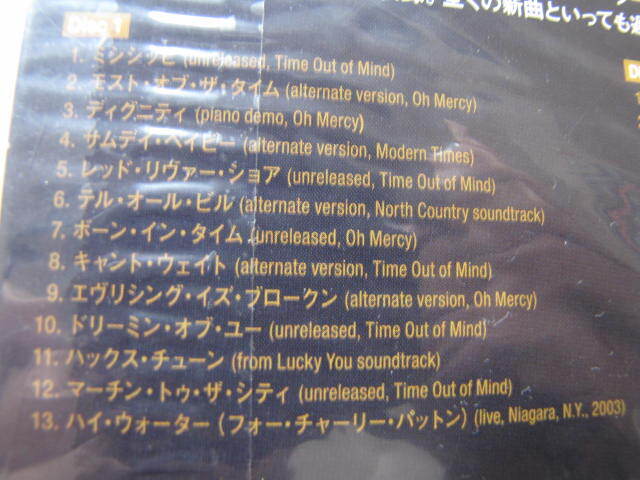 くの新曲といっても
Disc 1
1. ミシシッピ (unreleased, Time Out of Mind)
2. モスト・オブ・ザ・タイム (alternate version, Oh Mercy)
3. ディグニティ (piano demo, Oh Mercy)
4. サムデイ・ベイビー (alternate version, Modern Times)
5. レッド・リヴァー・ショア (unreleased, Time Out of Mind)
6. テル・オール・ビル (alternate version, North Country soundtrack)
7. ボーン・イン・タイム (unreleased, Oh Mercy)
8. キャント・ウェイト (alternate version, Time Out of Mind)
9. エヴリシング・イズ・ブロークン (alternate version, Oh Mercy)
10. ドリーミン・オブ・ユー (unreleased, Time Out of Mind)
11. ハックス・チューン (from Lucky You soundtrack)
12. マーチン・トゥ・ザ・シティ (unreleased, Time Out of Mind)
13. ハイ・ウォーター (フォー・チャーリー・パットン) (live, Niagara, N.Y., 2003)